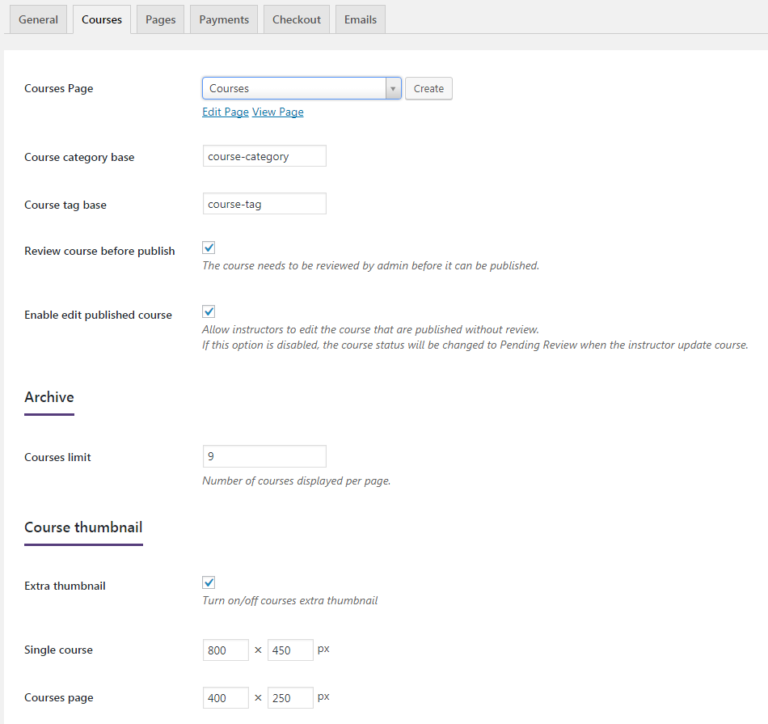 General Courses Pages Payments Checkout Emails
Courses Page Courses Create
Edit Page View Page
Course category base course-category
Course tag base course-tag
Review course before publish
The course needs to be reviewed by admin before it can be published.
Enable edit published course
Allow instructors to edit the course that are published without review.
If this option is disabled, the course status will be changed to Pending Review when the instructor update course.
Archive
Courses limit 9
Number of courses displayed per page.
Course thumbnail
Extra thumbnail
Turn on/off courses extra thumbnail
Single course 800 × 450 px
Courses page 400 × 250 px